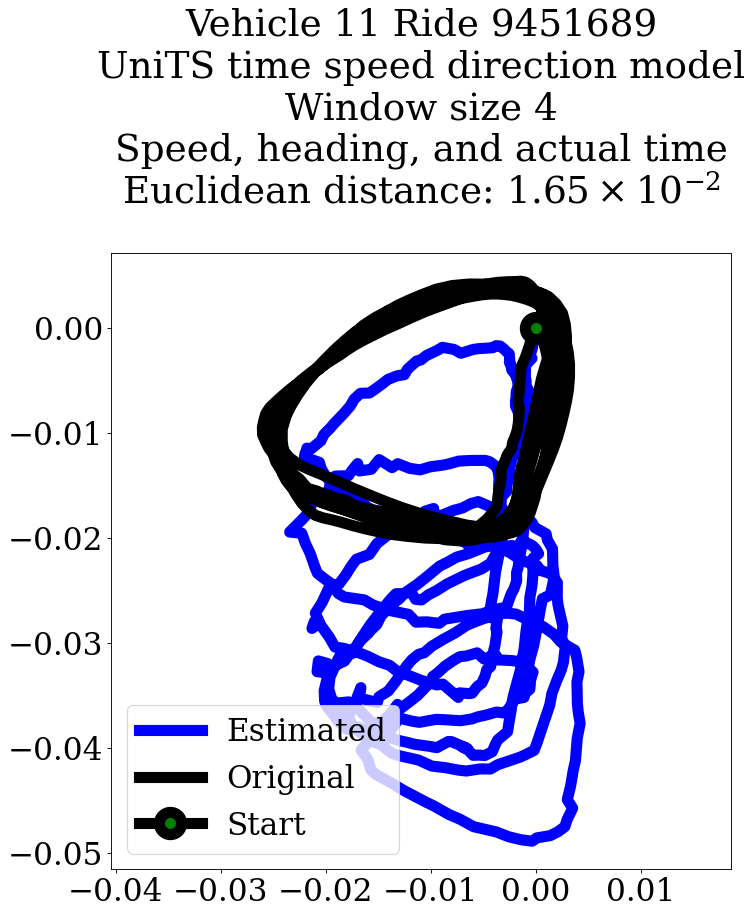 Vehicle 11 Ride 9451689
UniTS time speed direction model
Window size 4
Speed, heading, and actual time
Euclidean distance: 1.65 × 10⁻²
0.00
−0.01
−0.02
−0.03
−0.04
−0.05
Estimated
Original
Start
−0.04 −0.03 −0.02 −0.01 0.00 0.01